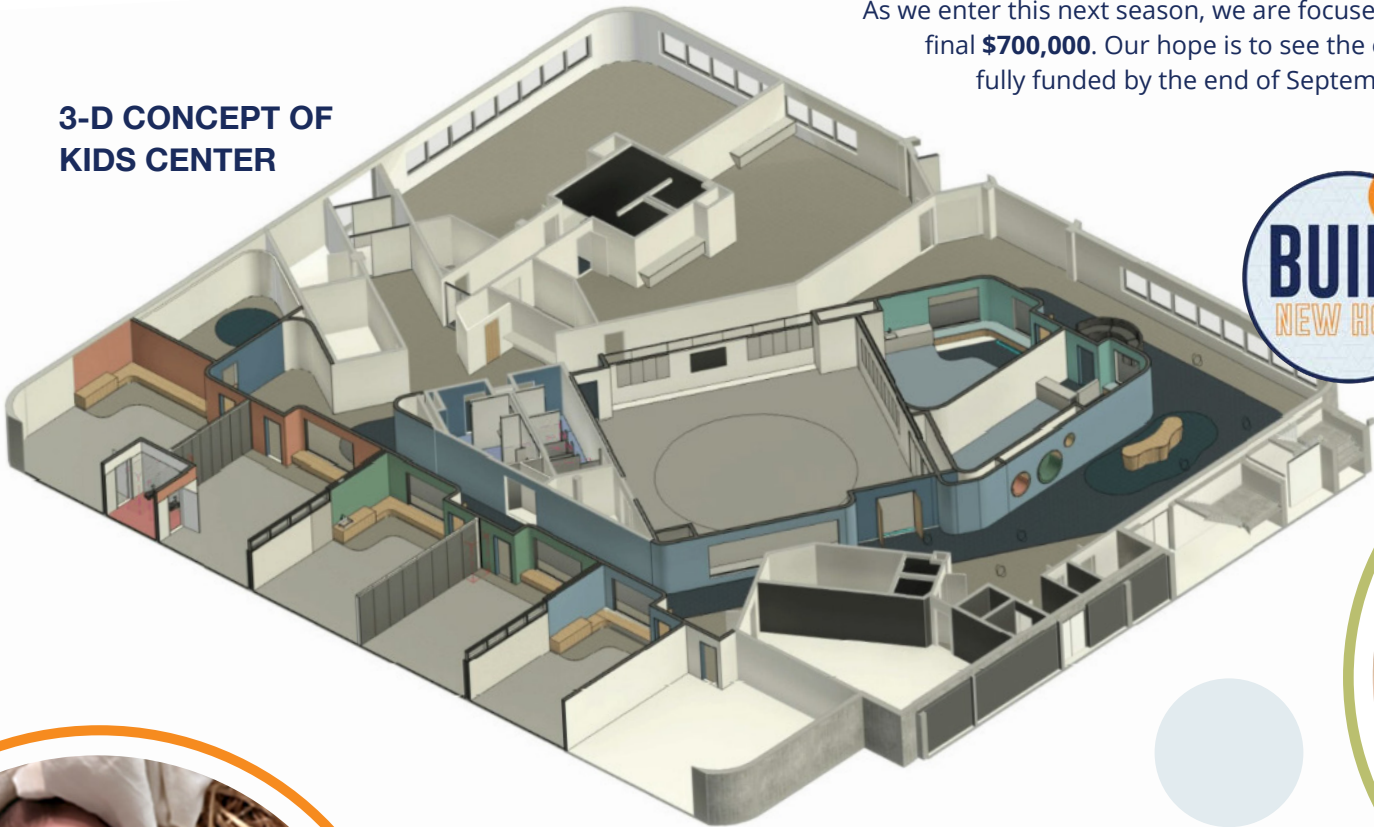 As we enter this next season, we are focuse
final $700,000. Our hope is to see the
fully funded by the end of Septem
3-D CONCEPT OF
KIDS CENTER
BUI
NEW HO